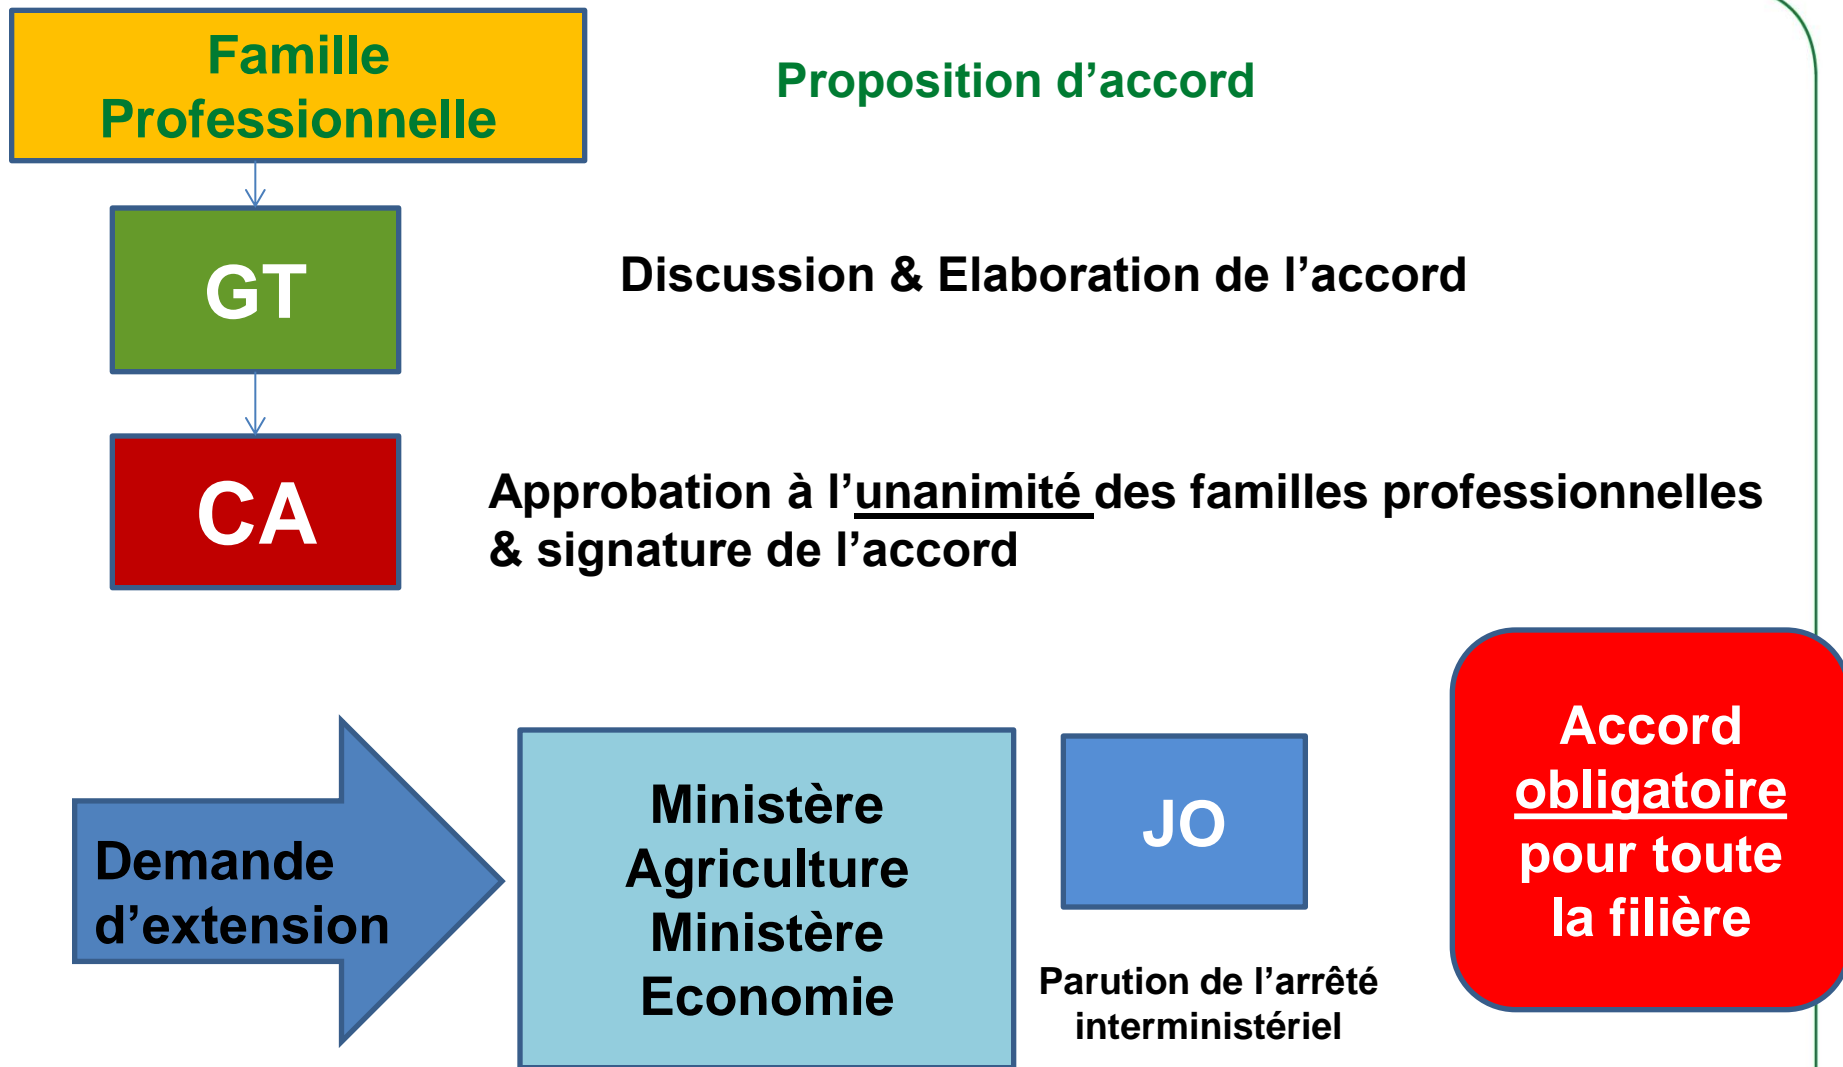 Famille
Professionnelle
Proposition d’accord
GT
Discussion & Elaboration de l’accord
CA
Approbation à l’unanimité des familles professionnelles
& signature de l’accord
Demande
d’extension
Ministère
Agriculture
Ministère
Economie
JO
Parution de l’arrêté
interministériel
Accord
obligatoire
pour toute
la filière